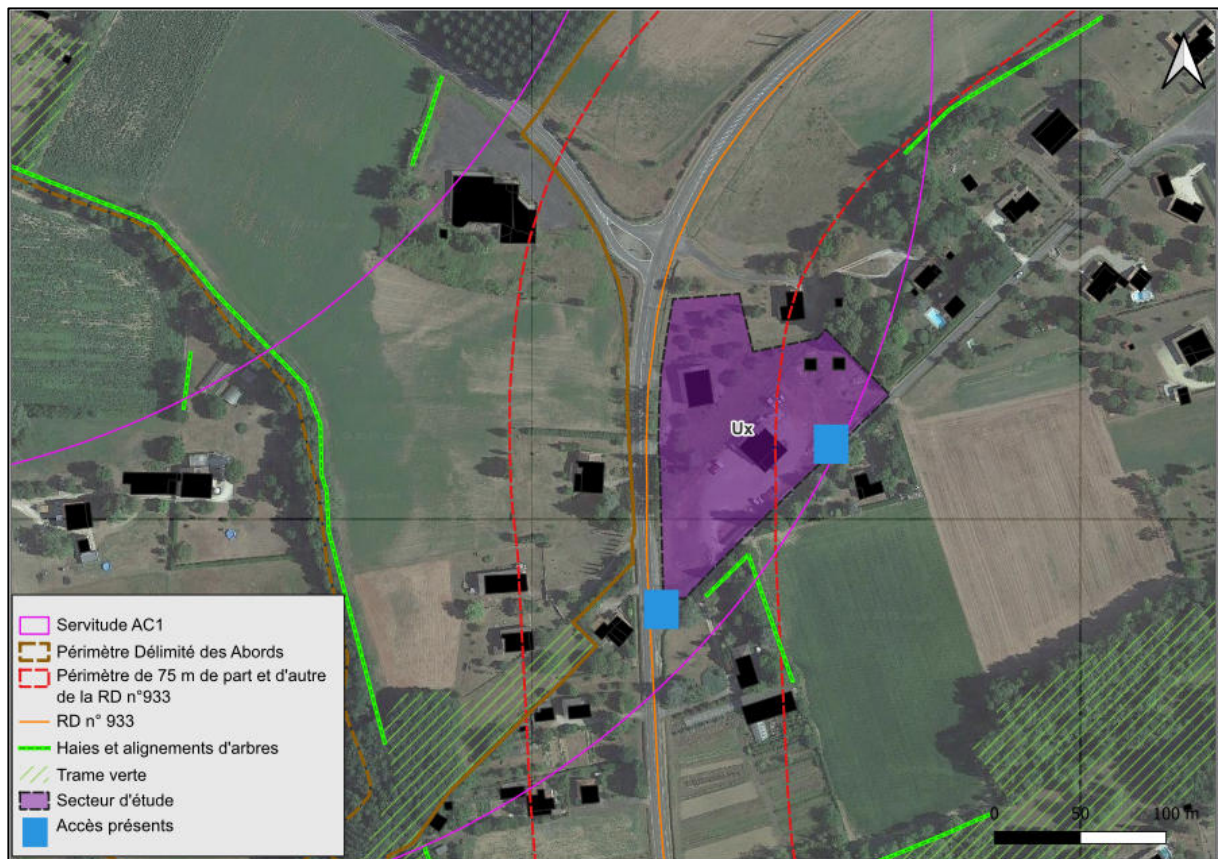 Ux
Servitude AC1
Périmètre Délimité des Abords
Périmètre de 75 m de part et d'autre
de la RD n°933
RD n° 933
Haies et alignements d'arbres
Trame verte
Secteur d'étude
Accès présents
0 50 100 m